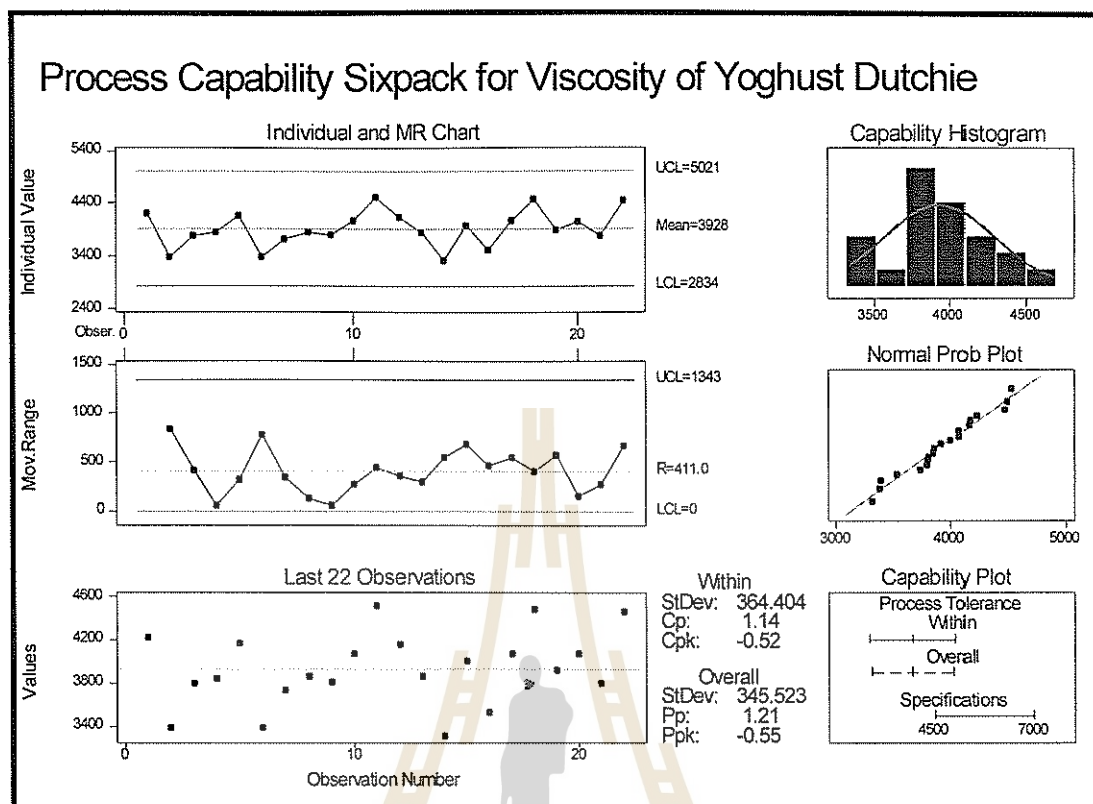 Process Capability Sixpack for Viscosity of Yoghust Dutchie
Individual and MR Chart
Individual Value
5400
4400
3400
2400
UCL=5021
Mean=3928
LCL=2834
Obser. 0
10
20
Mov.Range
1500
1000
500
0
UCL=1343
R=411.0
LCL=0
Last 22 Observations
Values
4600
4200
3800
3400
0
10
20
Observation Number
Within
StDev: 364.404
Cp: 1.14
Cpk: -0.52
Overall
StDev: 345.523
Pp: 1.21
Ppk: -0.55
Capability Histogram
3500
4000
4500
Normal Prob Plot
3000
4000
5000
Capability Plot
Process Tolerance
Within
Overall
Specifications
4500
7000